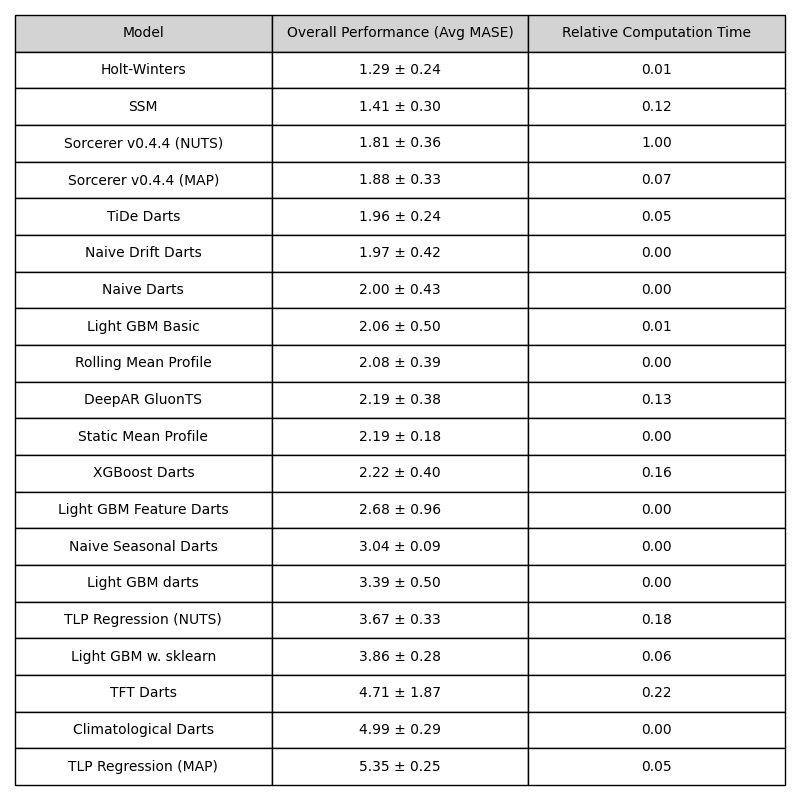 Model Overall Performance (Avg MASE) Relative Computation Time
Holt-Winters 1.29 ± 0.24 0.01
SSM 1.41 ± 0.30 0.12
Sorcerer v0.4.4 (NUTS) 1.81 ± 0.36 1.00
Sorcerer v0.4.4 (MAP) 1.88 ± 0.33 0.07
TiDe Darts 1.96 ± 0.24 0.05
Naive Drift Darts 1.97 ± 0.42 0.00
Naive Darts 2.00 ± 0.43 0.00
Light GBM Basic 2.06 ± 0.50 0.01
Rolling Mean Profile 2.08 ± 0.39 0.00
DeepAR GluonTS 2.19 ± 0.38 0.13
Static Mean Profile 2.19 ± 0.18 0.00
XGBoost Darts 2.22 ± 0.40 0.16
Light GBM Feature Darts 2.68 ± 0.96 0.00
Naive Seasonal Darts 3.04 ± 0.09 0.00
Light GBM darts 3.39 ± 0.50 0.00
TLP Regression (NUTS) 3.67 ± 0.33 0.18
Light GBM w. sklearn 3.86 ± 0.28 0.06
TFT Darts 4.71 ± 1.87 0.22
Climatological Darts 4.99 ± 0.29 0.00
TLP Regression (MAP) 5.35 ± 0.25 0.05